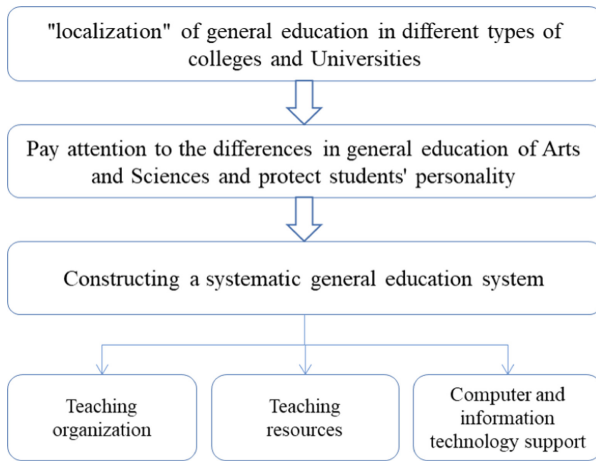 "localization" of general education in different types of
colleges and Universities
Pay attention to the differences in general education of Arts
and Sciences and protect students' personality
Constructing a systematic general education system
Teaching
organization
Teaching
resources
Computer and
information
technology support